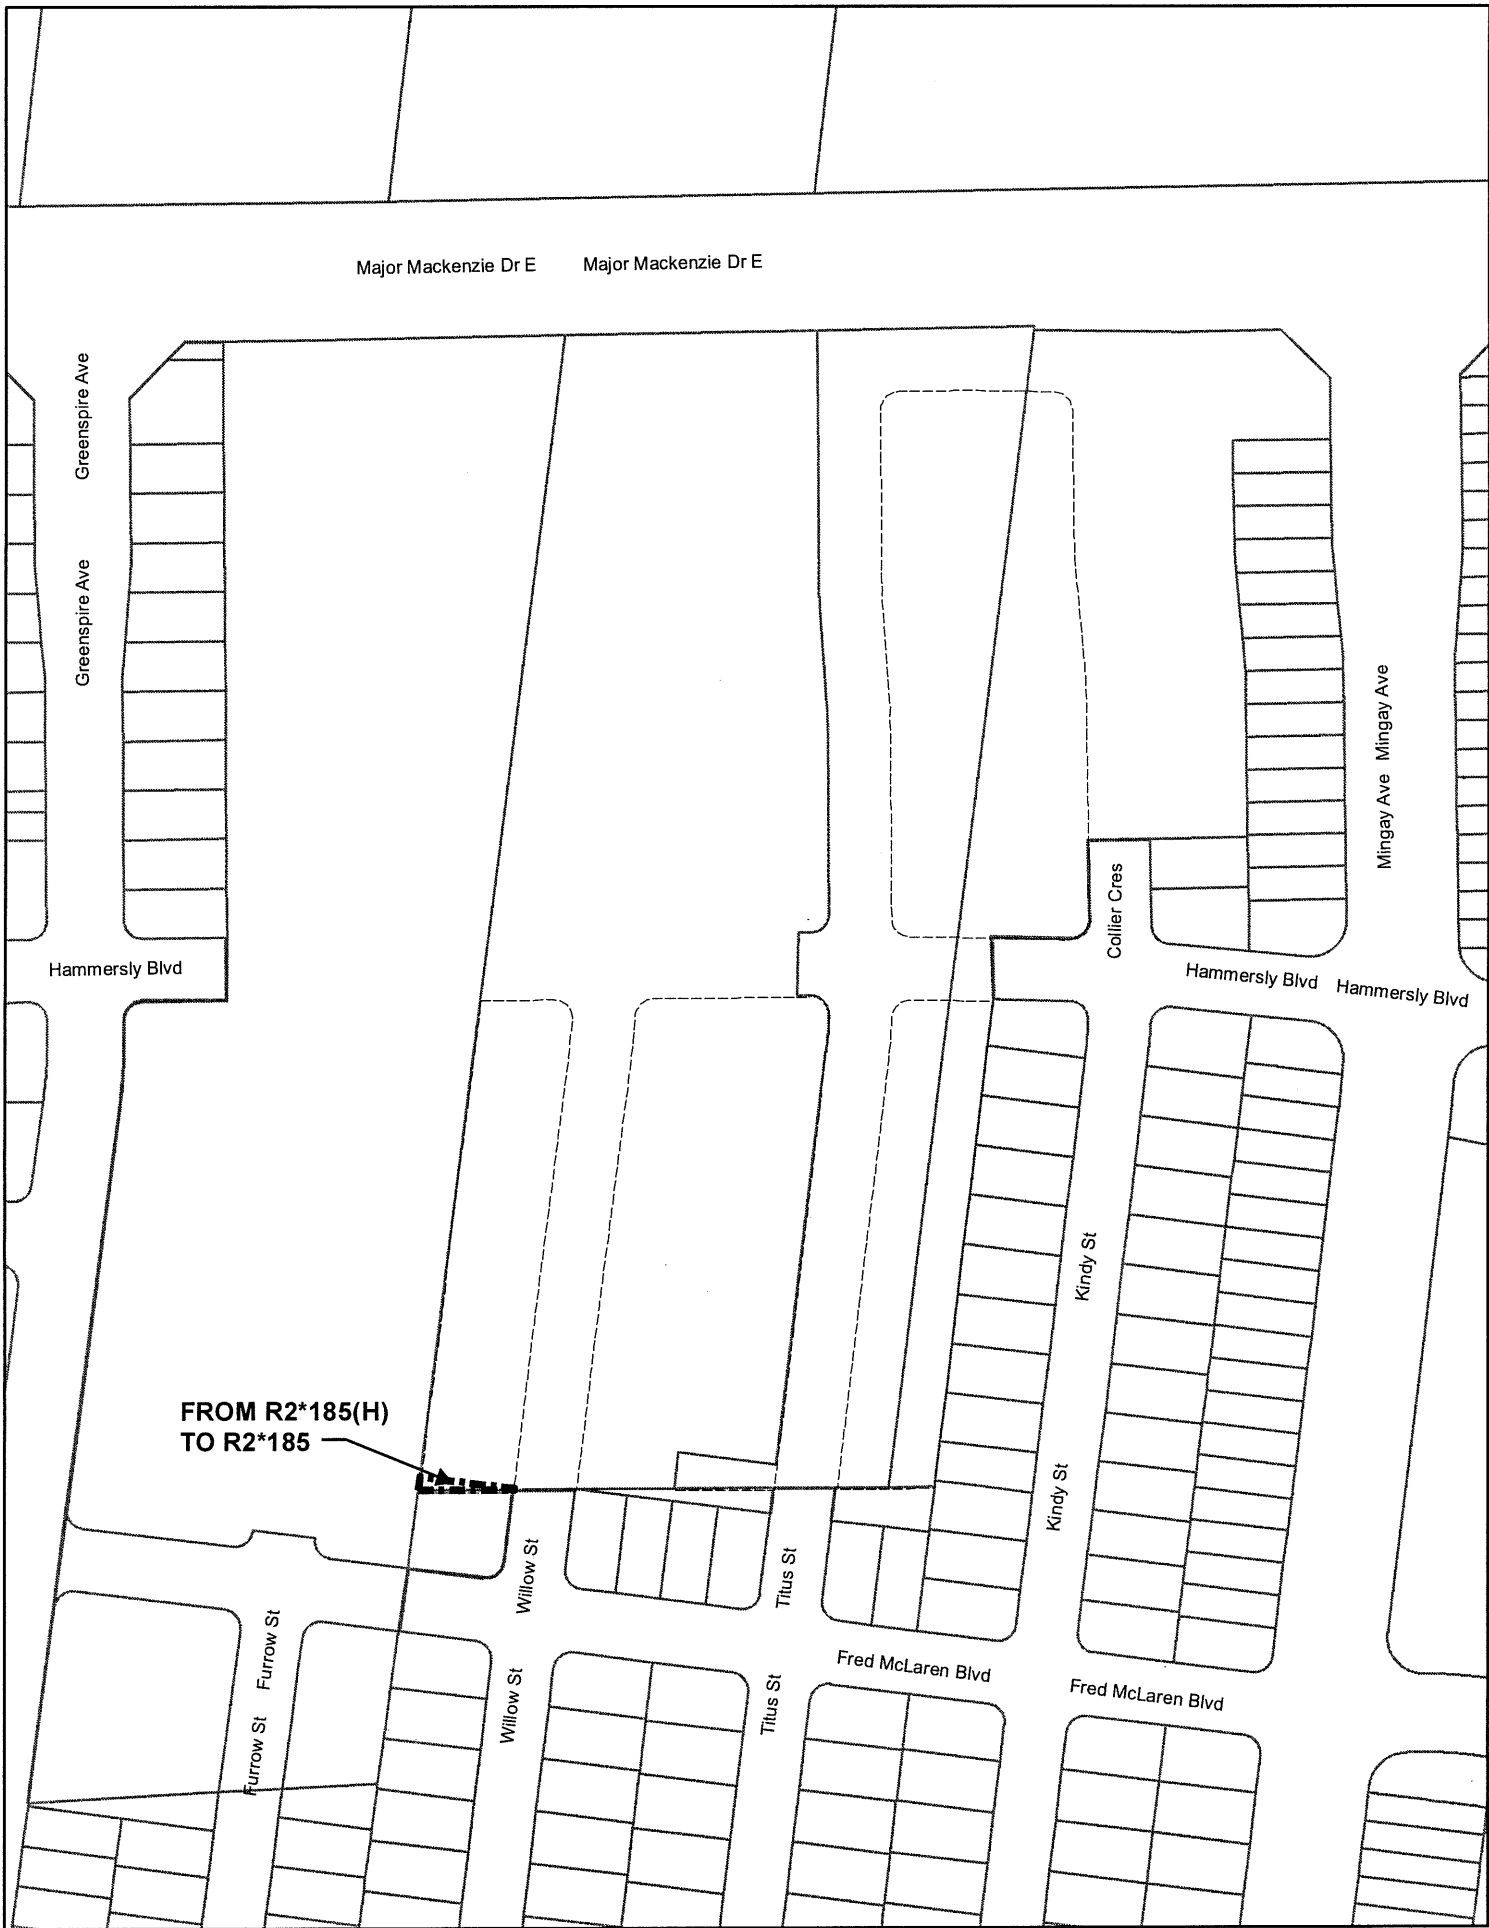 Major Mackenzie Dr E Major Mackenzie Dr E
Greenspire Ave
Greenspire Ave
Mingay Ave
Mingay Ave
Collier Cres
Hammersly Blvd
Hammersly Blvd
Hammersly Blvd
Kindy St
FROM R2*185(H)
TO R2*185
Kindy St
Willow St
Titus St
Furrow St
Fred McLaren Blvd
Fred McLaren Blvd
Willow St
Titus St
Furrow St